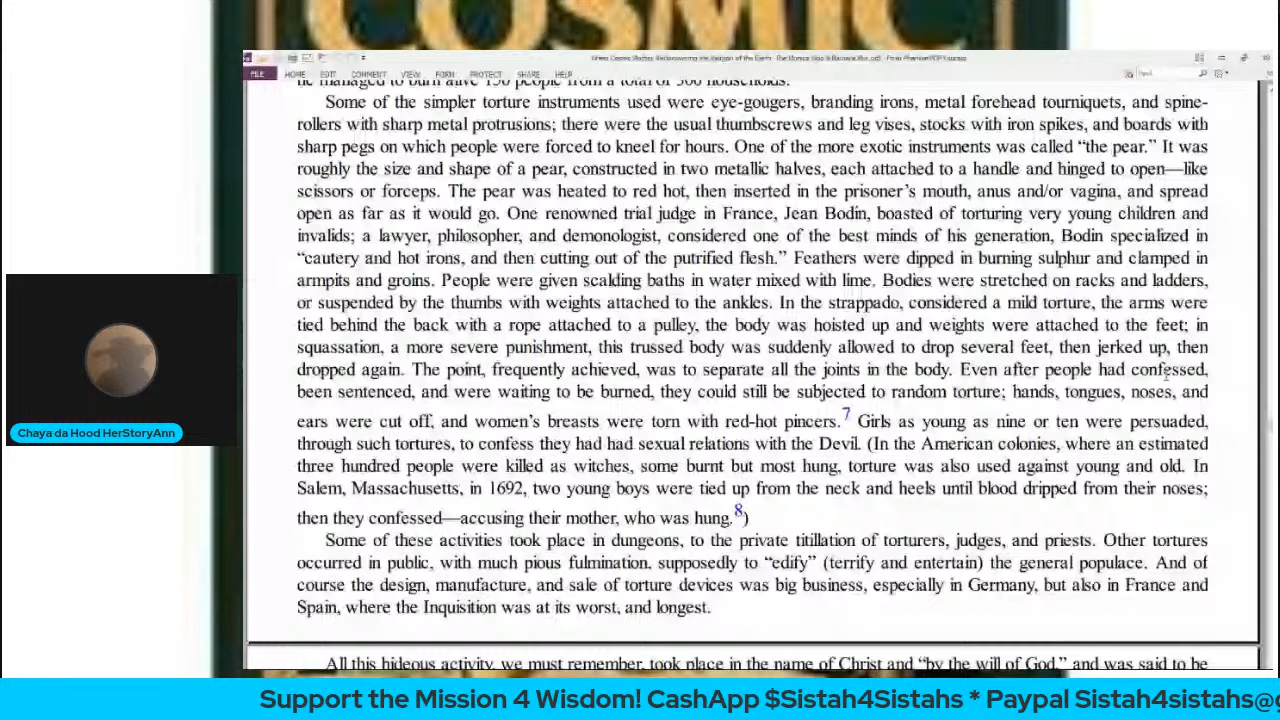 COSMIC
FILE HOME EDIT COMMENT VIEW FORM PROTECT SHARE HELP
he managed to burn alive 150 people from a total of 300 households.
Some of the simpler torture instruments used were eye-gougers, branding irons, metal forehead tourniquets, and spine-
rollers with sharp metal protrusions; there were the usual thumbscrews and leg vises, stocks with iron spikes, and boards with
sharp pegs on which people were forced to kneel for hours. One of the more exotic instruments was called “the pear.” It was
roughly the size and shape of a pear, constructed in two metallic halves, each attached to a handle and hinged to open—like
scissors or forceps. The pear was heated to red hot, then inserted in the prisoner’s mouth, anus and/or vagina, and spread
open as far as it would go. One renowned trial judge in France, Jean Bodin, boasted of torturing very young children and
invalids; a lawyer, philosopher, and demonologist, considered one of the best minds of his generation, Bodin specialized in
“cautery and hot irons, and then cutting out of the putrified flesh.” Feathers were dipped in burning sulphur and clamped in
armpits and groins. People were given scalding baths in water mixed with lime. Bodies were stretched on racks and ladders,
or suspended by the thumbs with weights attached to the ankles. In the strappado, considered a mild torture, the arms were
tied behind the back with a rope attached to a pulley, the body was hoisted up and weights were attached to the feet; in
squassation, a more severe punishment, this trussed body was suddenly allowed to drop several feet, then jerked up, then
dropped again. The point, frequently achieved, was to separate all the joints in the body. Even after people had confessed,
been sentenced, and were waiting to be burned, they could still be subjected to random torture; hands, tongues, noses, and
ears were cut off, and women’s breasts were torn with red-hot pincers.7 Girls as young as nine or ten were persuaded,
through such tortures, to confess they had had sexual relations with the Devil. (In the American colonies, where an estimated
three hundred people were killed as witches, some burnt but most hung, torture was also used against young and old. In
Salem, Massachusetts, in 1692, two young boys were tied up from the neck and heels until blood dripped from their noses;
then they confessed—accusing their mother, who was hung.8)
Some of these activities took place in dungeons, to the private titillation of torturers, judges, and priests. Other tortures
occurred in public, with much pious fulmination, supposedly to “edify” (terrify and entertain) the general populace. And of
course the design, manufacture, and sale of torture devices was big business, especially in Germany, but also in France and
Spain, where the Inquisition was at its worst, and longest.
All this hideous activity, we must remember, took place in the name of Christ and “by the will of God,” and was said to be
Chaya da Hood HerStoryAnn
Support the Mission 4 Wisdom! CashApp $Sistah4Sistahs * Paypal Sistah4sistahs@